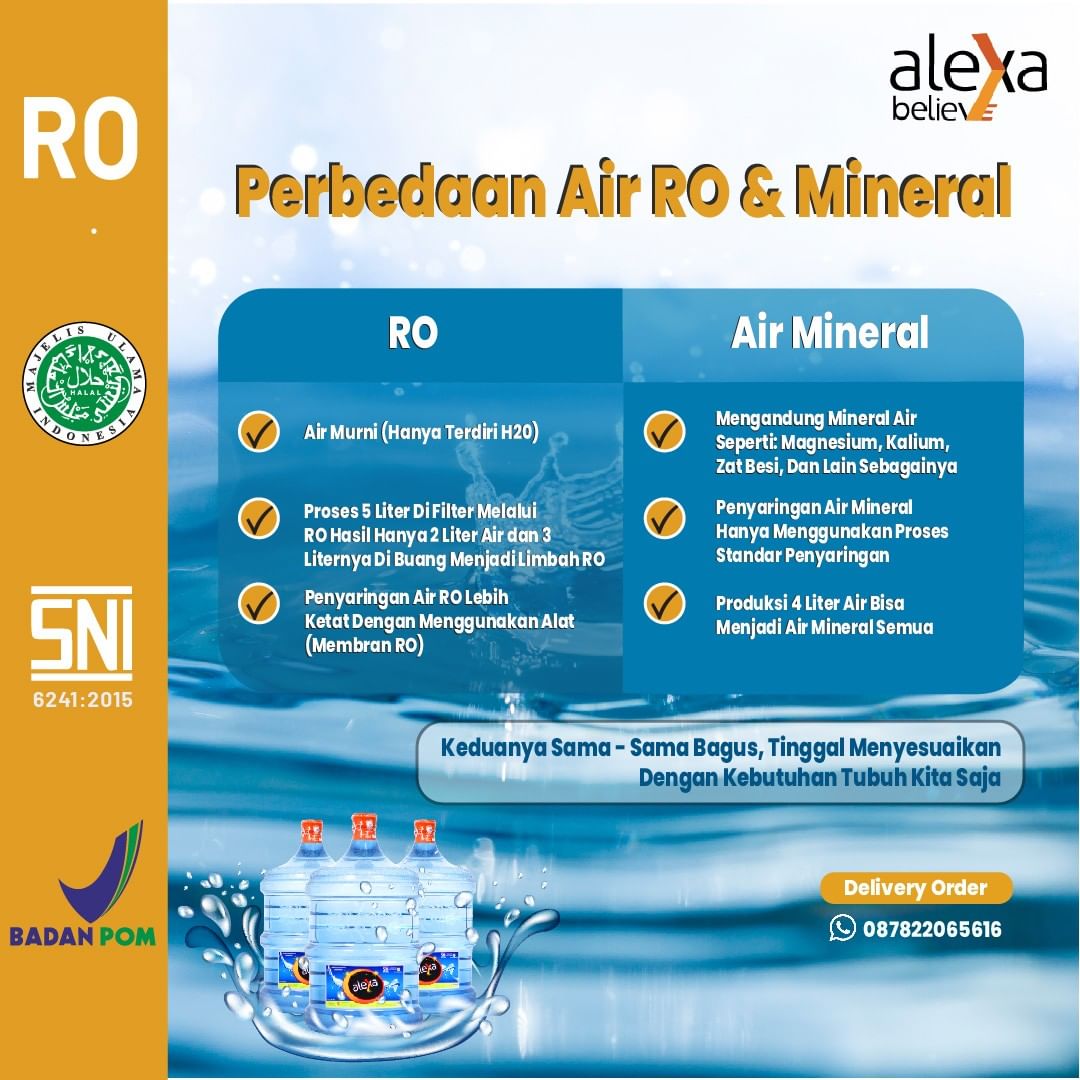 RO
MAJELIS ULAMA INDONESIA
حلال
HALAL
SNI
6241:2015
BADAN POM
alexa
believe
Perbedaan Air RO & Mineral
RO
Air Murni (Hanya Terdiri H20)
Proses 5 Liter Di Filter Melalui
RO Hasil Hanya 2 Liter Air dan 3
Liternya Di Buang Menjadi Limbah RO
Penyaringan Air RO Lebih
Ketat Dengan Menggunakan Alat
(Membran RO)
Air Mineral
Mengandung Mineral Air
Seperti: Magnesium, Kalium,
Zat Besi, Dan Lain Sebagainya
Penyaringan Air Mineral
Hanya Menggunakan Proses
Standar Penyaringan
Produksi 4 Liter Air Bisa
Menjadi Air Mineral Semua
Keduanya Sama - Sama Bagus, Tinggal Menyesuaikan
Dengan Kebutuhan Tubuh Kita Saja
Delivery Order
087822065616
alexa